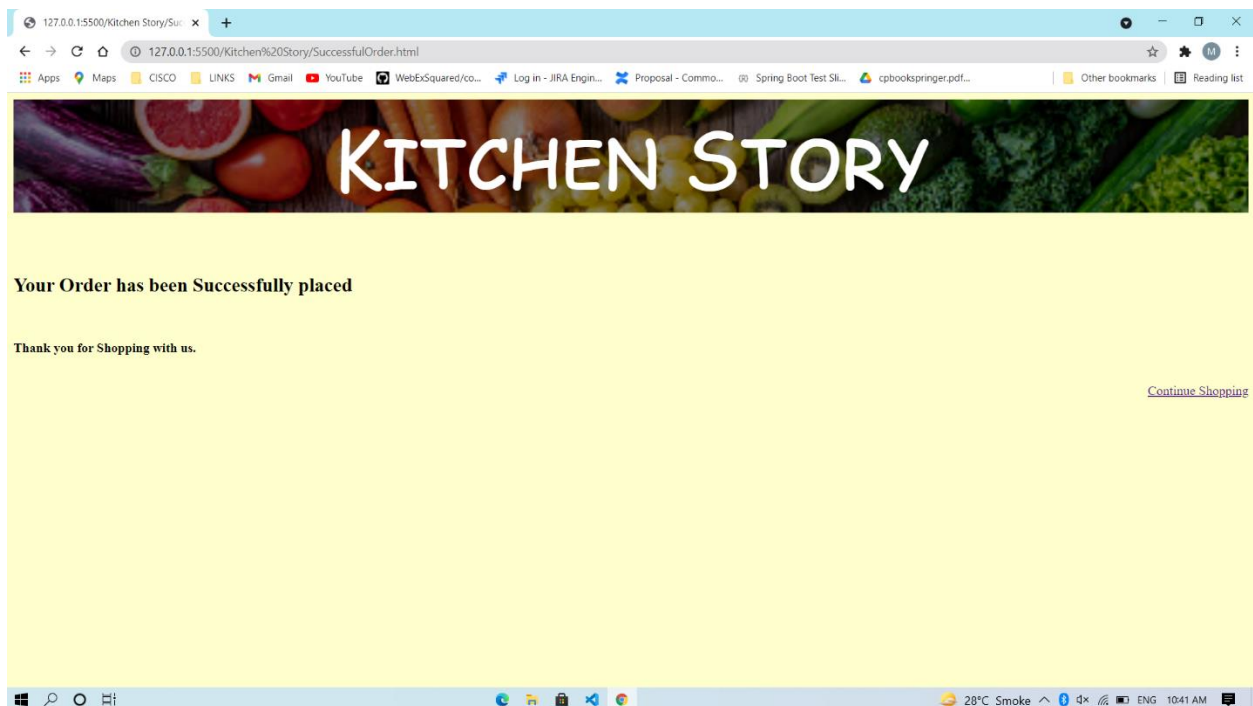 127.0.0.1:5500/Kitchen Story/Suc
127.0.0.1:5500/Kitchen%20Story/SuccessfulOrder.html
M
Apps Maps CISCO LINKS Gmail YouTube WebExSquared/co... Log in - JIRA Engin... Proposal - Commo... Spring Boot Test Sli... cpbookspringer.pdf... Other bookmarks Reading list
KITCHEN STORY
Your Order has been Successfully placed
Thank you for Shopping with us.
Continue Shopping
28°C Smoke ENG 10:41 AM